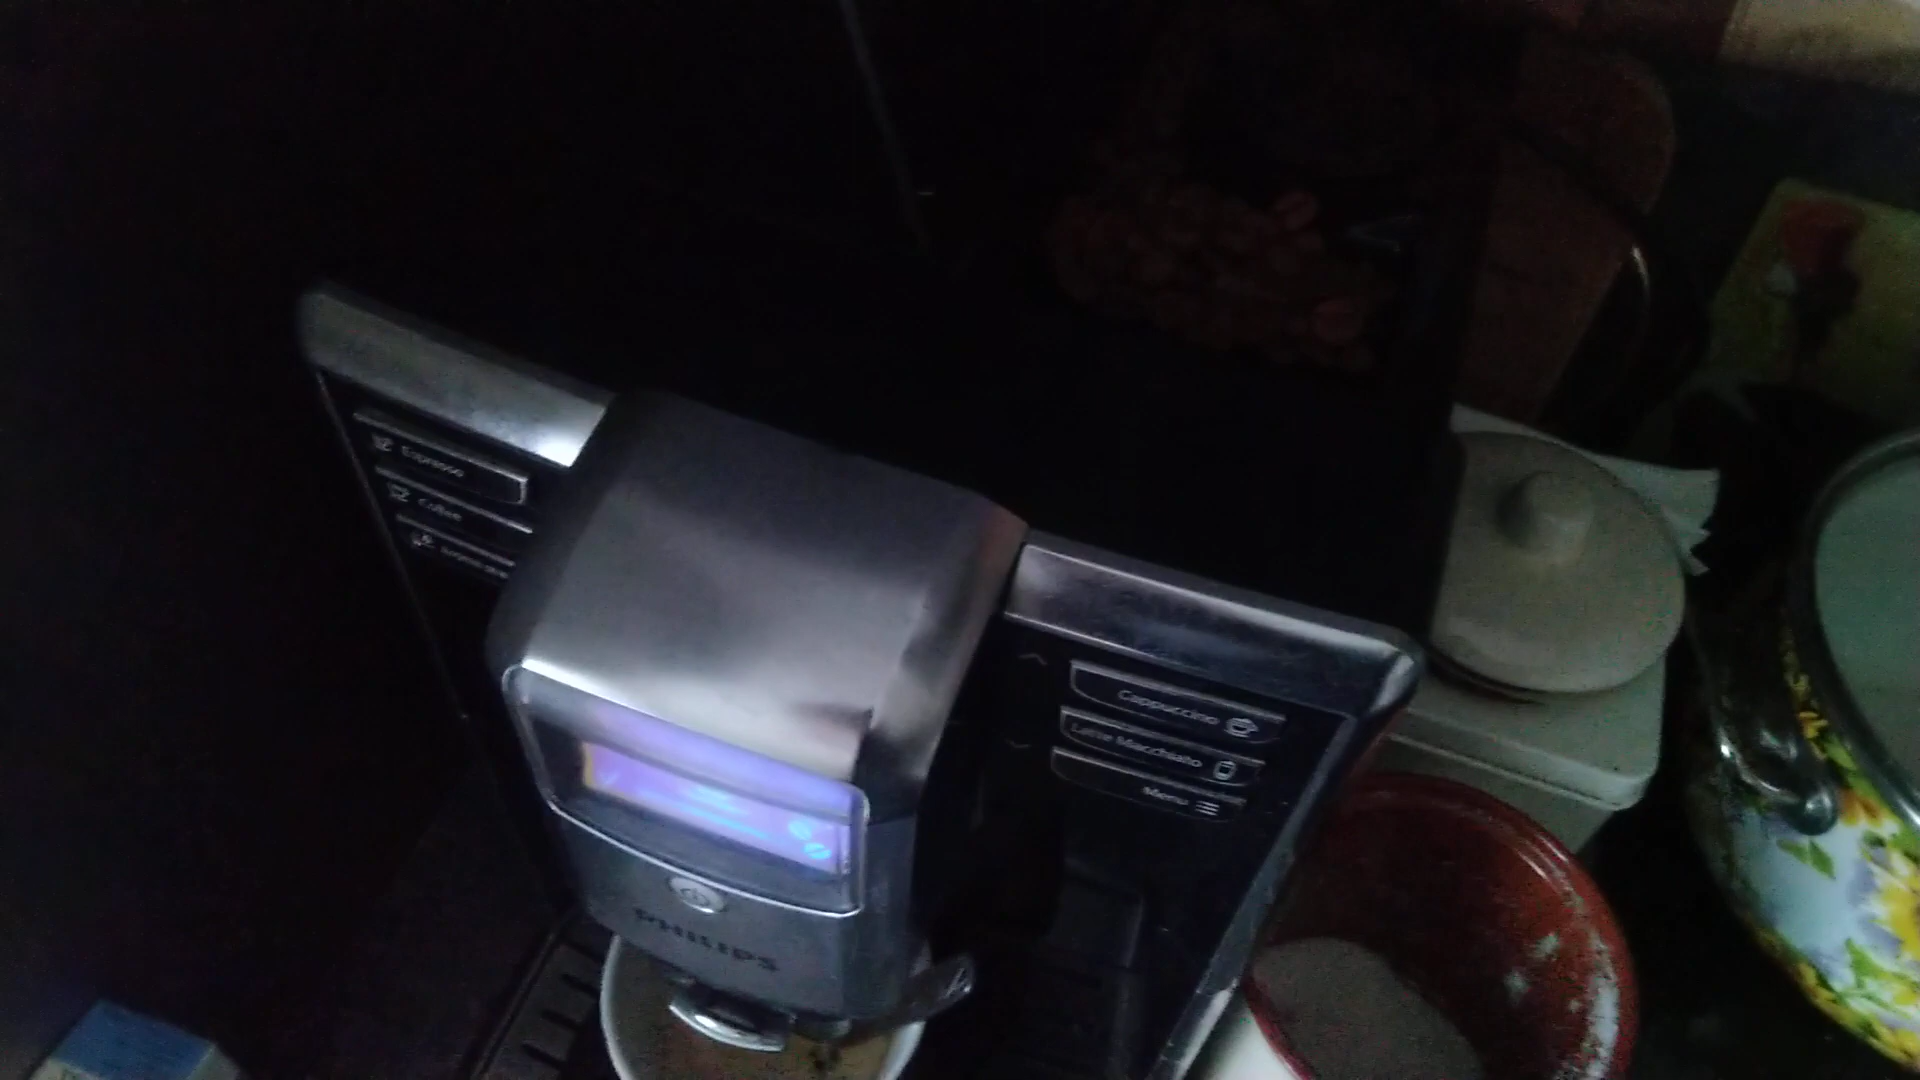 Espresso
Coffee
Cappuccino
Latte Macchiato
Menu
PHILIPS